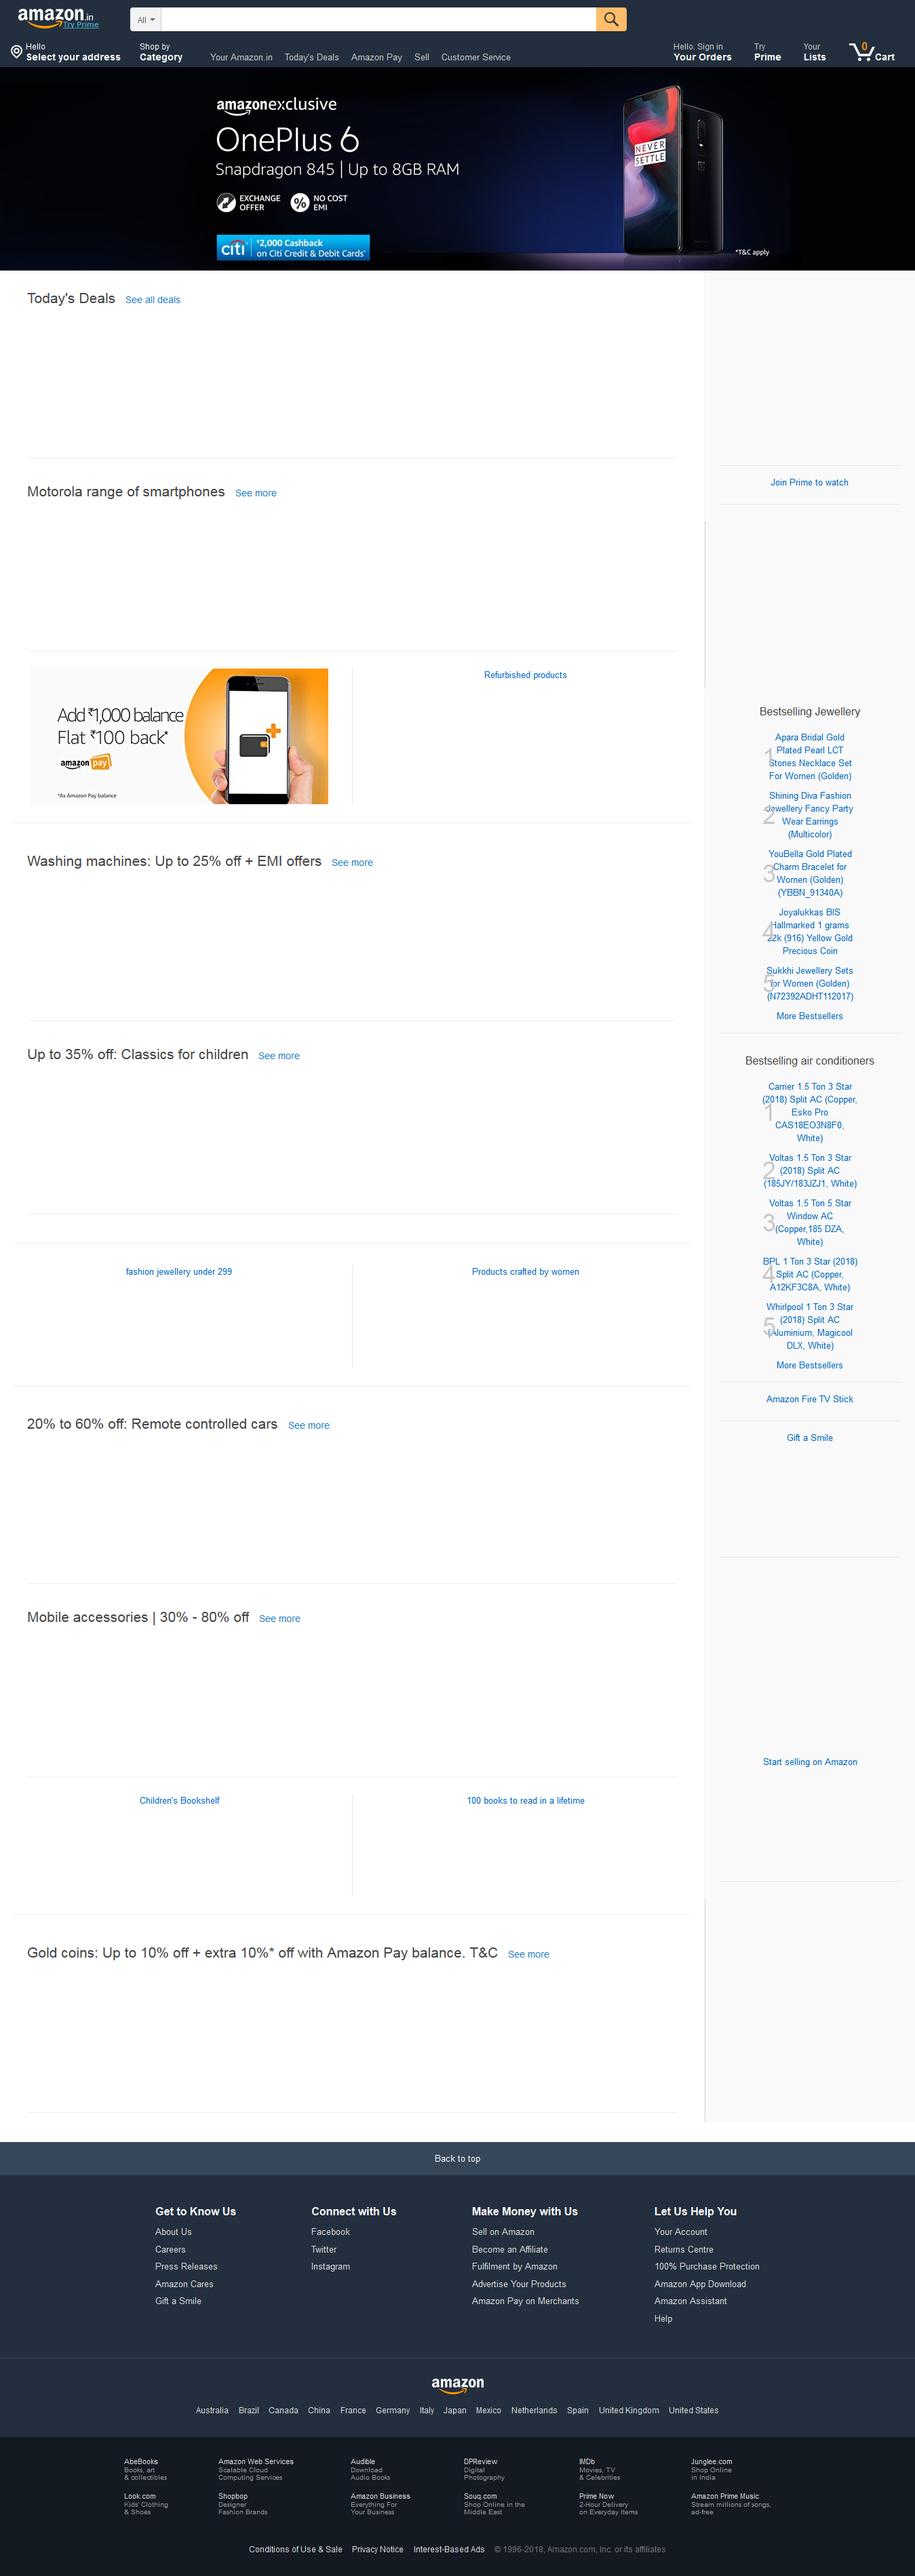 amazon.in
Try Prime
All
Hello
Select your address
Shop by
Category
Your Amazon.in Today's Deals Amazon Pay Sell Customer Service
Hello. Sign in
Your Orders
Try
Prime
Your
Lists
0
Cart
amazonexclusive
OnePlus 6
Snapdragon 845 | Up to 8GB RAM
EXCHANGE
OFFER
NO COST
EMI
citi
₹2,000 Cashback
on Citi Credit & Debit Cards*
NEVER
SETTLE
*T&C apply
Today's Deals See all deals
Join Prime to watch
Motorola range of smartphones See more
Add ₹1,000 balance
Flat ₹100 back*
amazon pay
*As Amazon Pay balance
Refurbished products
Bestselling Jewellery
1
Apara Bridal Gold
Plated Pearl LCT
Stones Necklace Set
For Women (Golden)
2
Shining Diva Fashion
Jewellery Fancy Party
Wear Earrings
(Multicolor)
3
YouBella Gold Plated
Charm Bracelet for
Women (Golden)
(YBBN_91340A)
4
Joyalukkas BIS
Hallmarked 1 grams
22k (916) Yellow Gold
Precious Coin
5
Sukkhi Jewellery Sets
for Women (Golden)
(N72392ADHT112017)
More Bestsellers
Washing machines: Up to 25% off + EMI offers See more
Up to 35% off: Classics for children See more
Bestselling air conditioners
1
Carrier 1.5 Ton 3 Star
(2018) Split AC (Copper,
Esko Pro
CAS18EO3N8F0,
White)
2
Voltas 1.5 Ton 3 Star
(2018) Split AC
(185JY/183JZJ1, White)
3
Voltas 1.5 Ton 5 Star
Window AC
(Copper,185 DZA,
White)
4
BPL 1 Ton 3 Star (2018)
Split AC (Copper,
A12KF3C8A, White)
5
Whirlpool 1 Ton 3 Star
(2018) Split AC
(Aluminium, Magicool
DLX, White)
More Bestsellers
fashion jewellery under 299
Products crafted by women
Amazon Fire TV Stick
Gift a Smile
20% to 60% off: Remote controlled cars See more
Mobile accessories | 30% - 80% off See more
Start selling on Amazon
Children's Bookshelf
100 books to read in a lifetime
Gold coins: Up to 10% off + extra 10%* off with Amazon Pay balance. T&C See more
Back to top
Get to Know Us
About Us
Careers
Press Releases
Amazon Cares
Gift a Smile
Connect with Us
Facebook
Twitter
Instagram
Make Money with Us
Sell on Amazon
Become an Affiliate
Fulfilment by Amazon
Advertise Your Products
Amazon Pay on Merchants
Let Us Help You
Your Account
Returns Centre
100% Purchase Protection
Amazon App Download
Amazon Assistant
Help
amazon
Australia Brazil Canada China France Germany Italy Japan Mexico Netherlands Spain United Kingdom United States
AbeBooks
Books, art
& collectibles
Amazon Web Services
Scalable Cloud
Computing Services
Audible
Download
Audio Books
DPReview
Digital
Photography
IMDb
Movies, TV
& Celebrities
Junglee.com
Shop Online
in India
Look.com
Kids' Clothing
& Shoes
Shopbop
Designer
Fashion Brands
Amazon Business
Everything For
Your Business
Souq.com
Shop Online in the
Middle East
Prime Now
2-Hour Delivery
on Everyday Items
Amazon Prime Music
Stream millions of songs,
ad-free
Conditions of Use & Sale Privacy Notice Interest-Based Ads © 1996-2018, Amazon.com, Inc. or its affiliates